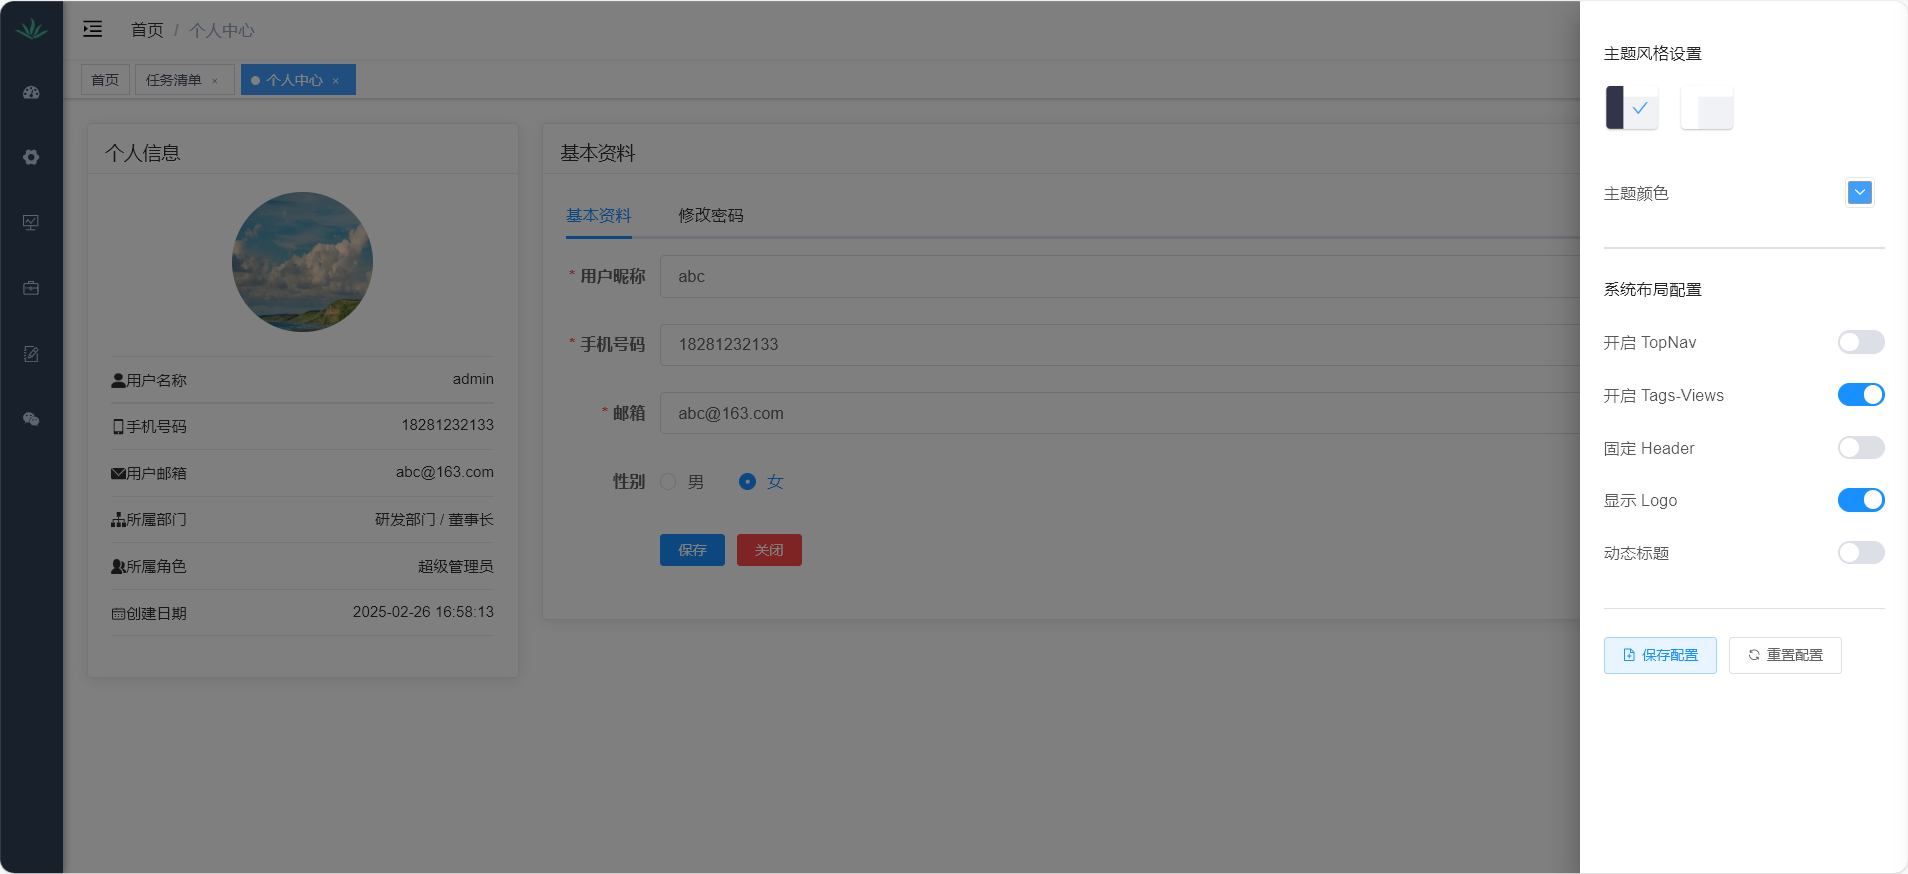 首页 / 个人中心
首页 任务清单 × 个人中心 ×
个人信息
用户名称 admin
手机号码 18281232133
用户邮箱 abc@163.com
所属部门 研发部门 / 董事长
所属角色 超级管理员
创建日期 2025-02-26 16:58:13
基本资料
基本资料 修改密码
* 用户昵称 abc
* 手机号码 18281232133
* 邮箱 abc@163.com
性别 男 女
保存 关闭
主题风格设置
主题颜色
系统布局配置
开启 TopNav
开启 Tags-Views
固定 Header
显示 Logo
动态标题
保存配置 重置配置